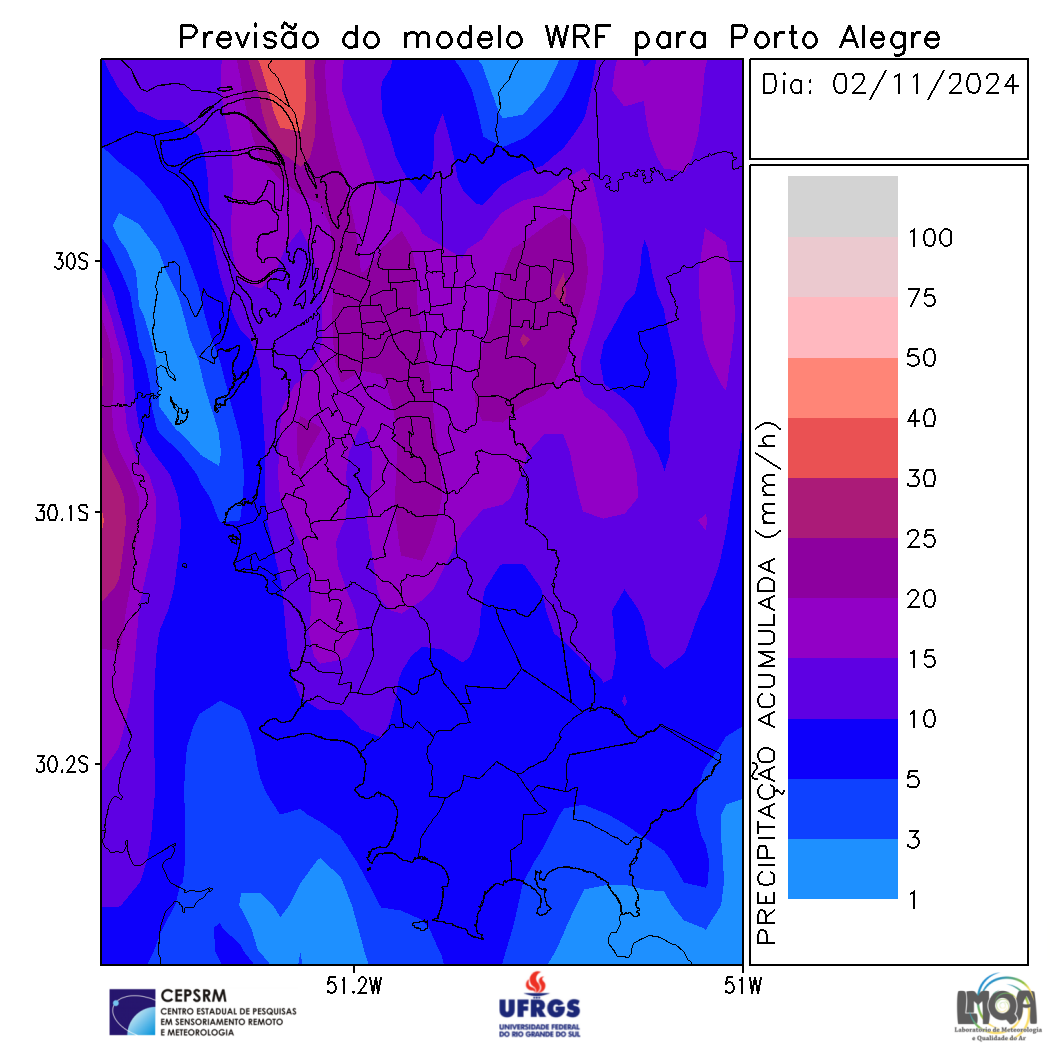 Previsão do modelo WRF para Porto Alegre
Dia: 02/11/2024
100
75
50
40
30
25
20
15
10
5
3
1
PRECIPITAÇÃO ACUMULADA (mm/h)
30S
30.1S
30.2S
51.2W
51W
CEPSRM
CENTRO ESTADUAL DE PESQUISAS
EM SENSORIAMENTO REMOTO
E METEOROLOGIA
UFRGS
UNIVERSIDADE FEDERAL
DO RIO GRANDE DO SUL
LMQA
Laboratório de Meteorologia
e Qualidade do Ar